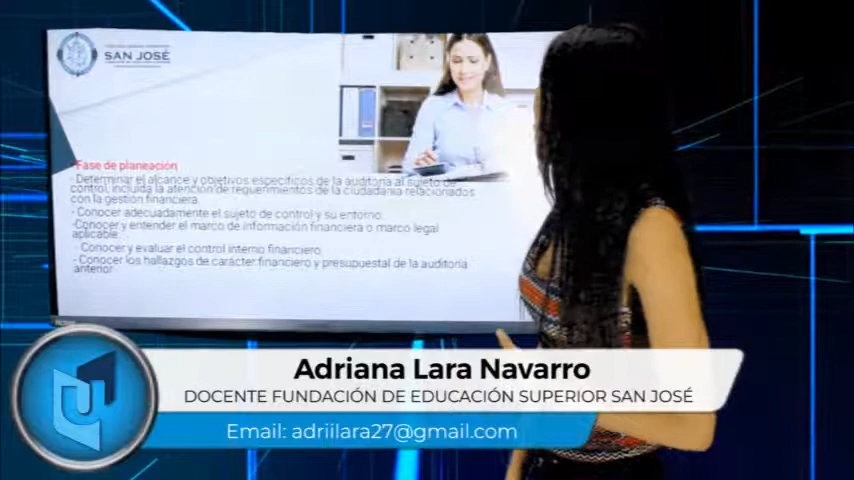 SAN JOSÉ
Fase de planeación
- Determinar el alcance y objetivos específicos de la auditoría al sujeto de
control, incluida la atención de requerimientos de la ciudadanía relacionados
con la gestión financiera.
- Conocer adecuadamente el sujeto de control y su entorno.
-Conocer y entender el marco de información financiera o marco legal
aplicable.
- Conocer y evaluar el control interno financiero.
- Conocer los hallazgos de carácter financiero y presupuestal de la auditoría
anterior.
Adriana Lara Navarro
DOCENTE FUNDACIÓN DE EDUCACIÓN SUPERIOR SAN JOSÉ
Email: adriilara27@gmail.com